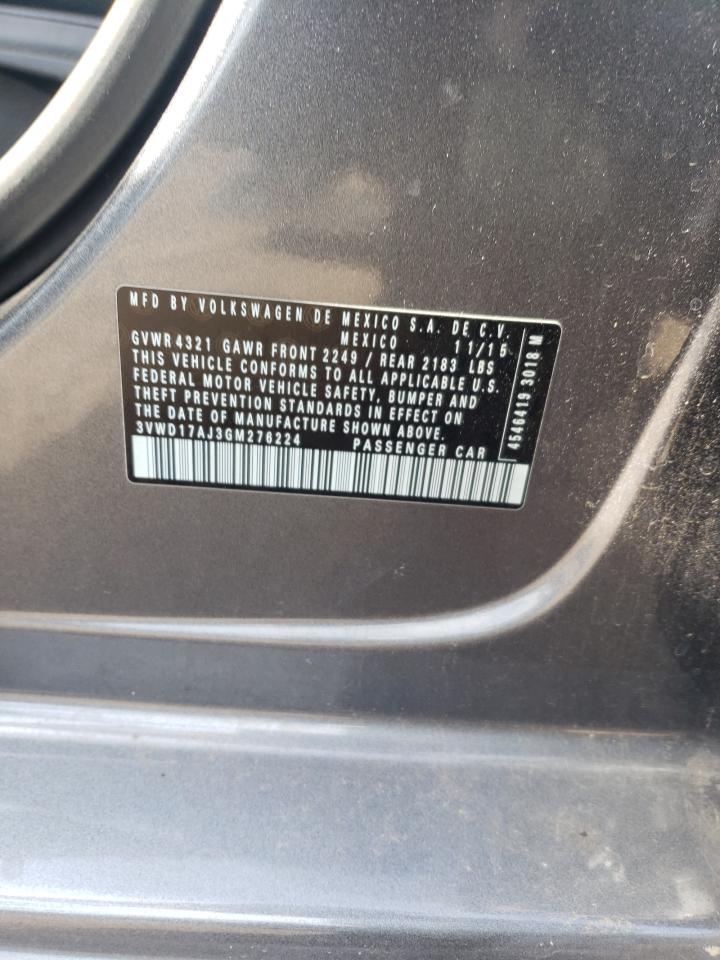 MFD BY VOLKSWAGEN DE MEXICO S.A. DE C.V.
MEXICO 11/15
GVWR 4321 GAWR FRONT 2249 / REAR 2183 LBS
THIS VEHICLE CONFORMS TO ALL APPLICABLE U.S.
FEDERAL MOTOR VEHICLE SAFETY, BUMPER AND
THEFT PREVENTION STANDARDS IN EFFECT ON
THE DATE OF MANUFACTURE SHOWN ABOVE.
3VWD17AJ3GM276224 PASSENGER CAR
4546419 3018 M